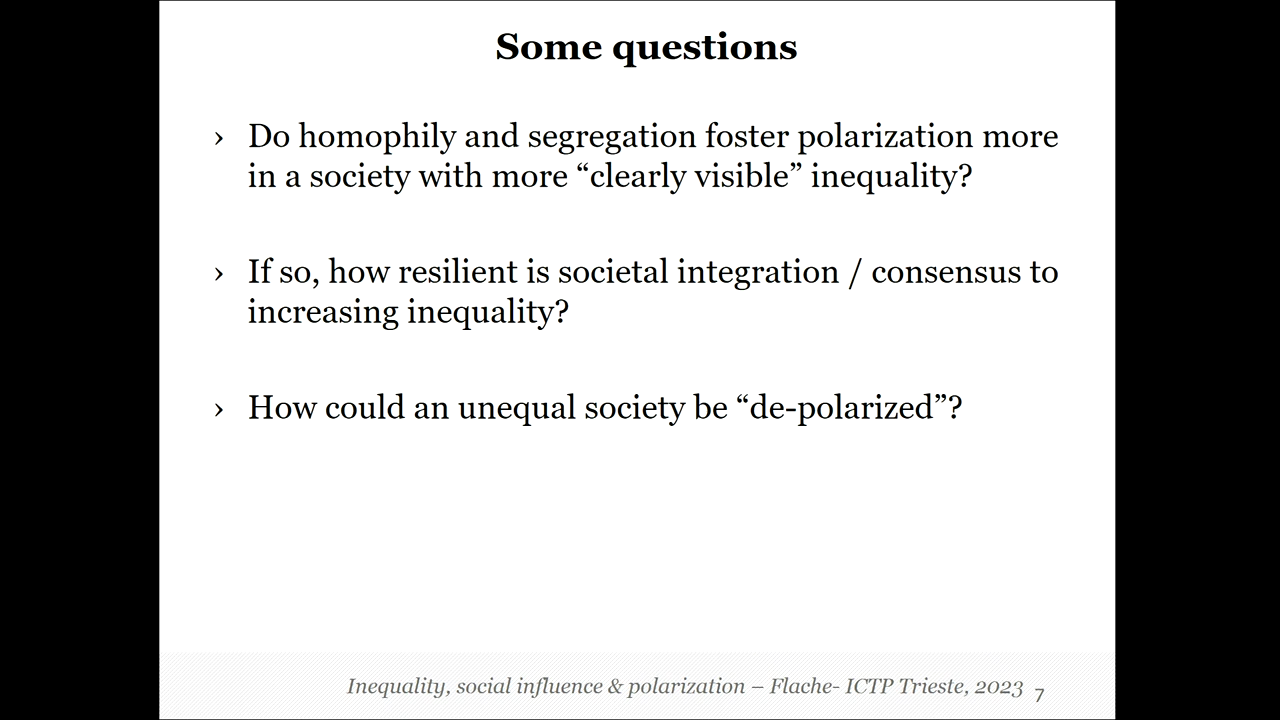 Some questions
› Do homophily and segregation foster polarization more
in a society with more “clearly visible” inequality?
› If so, how resilient is societal integration / consensus to
increasing inequality?
› How could an unequal society be “de-polarized”?
Inequality, social influence & polarization – Flache- ICTP Trieste, 2023 7